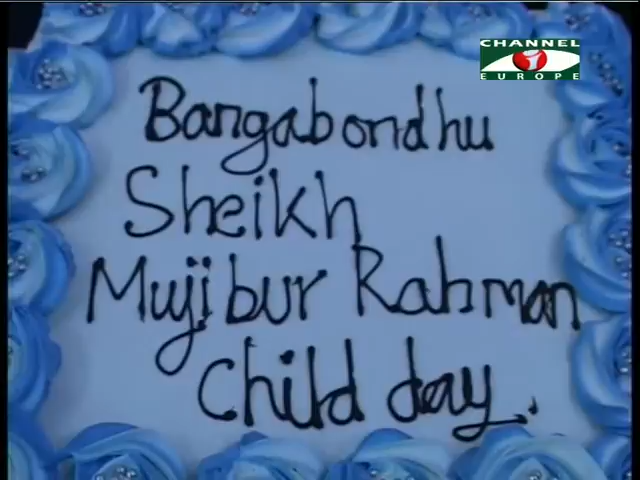 CHANNEL
i
EUROPE
Bangabondhu
Sheikh
Mujibur Rahman
Child day.